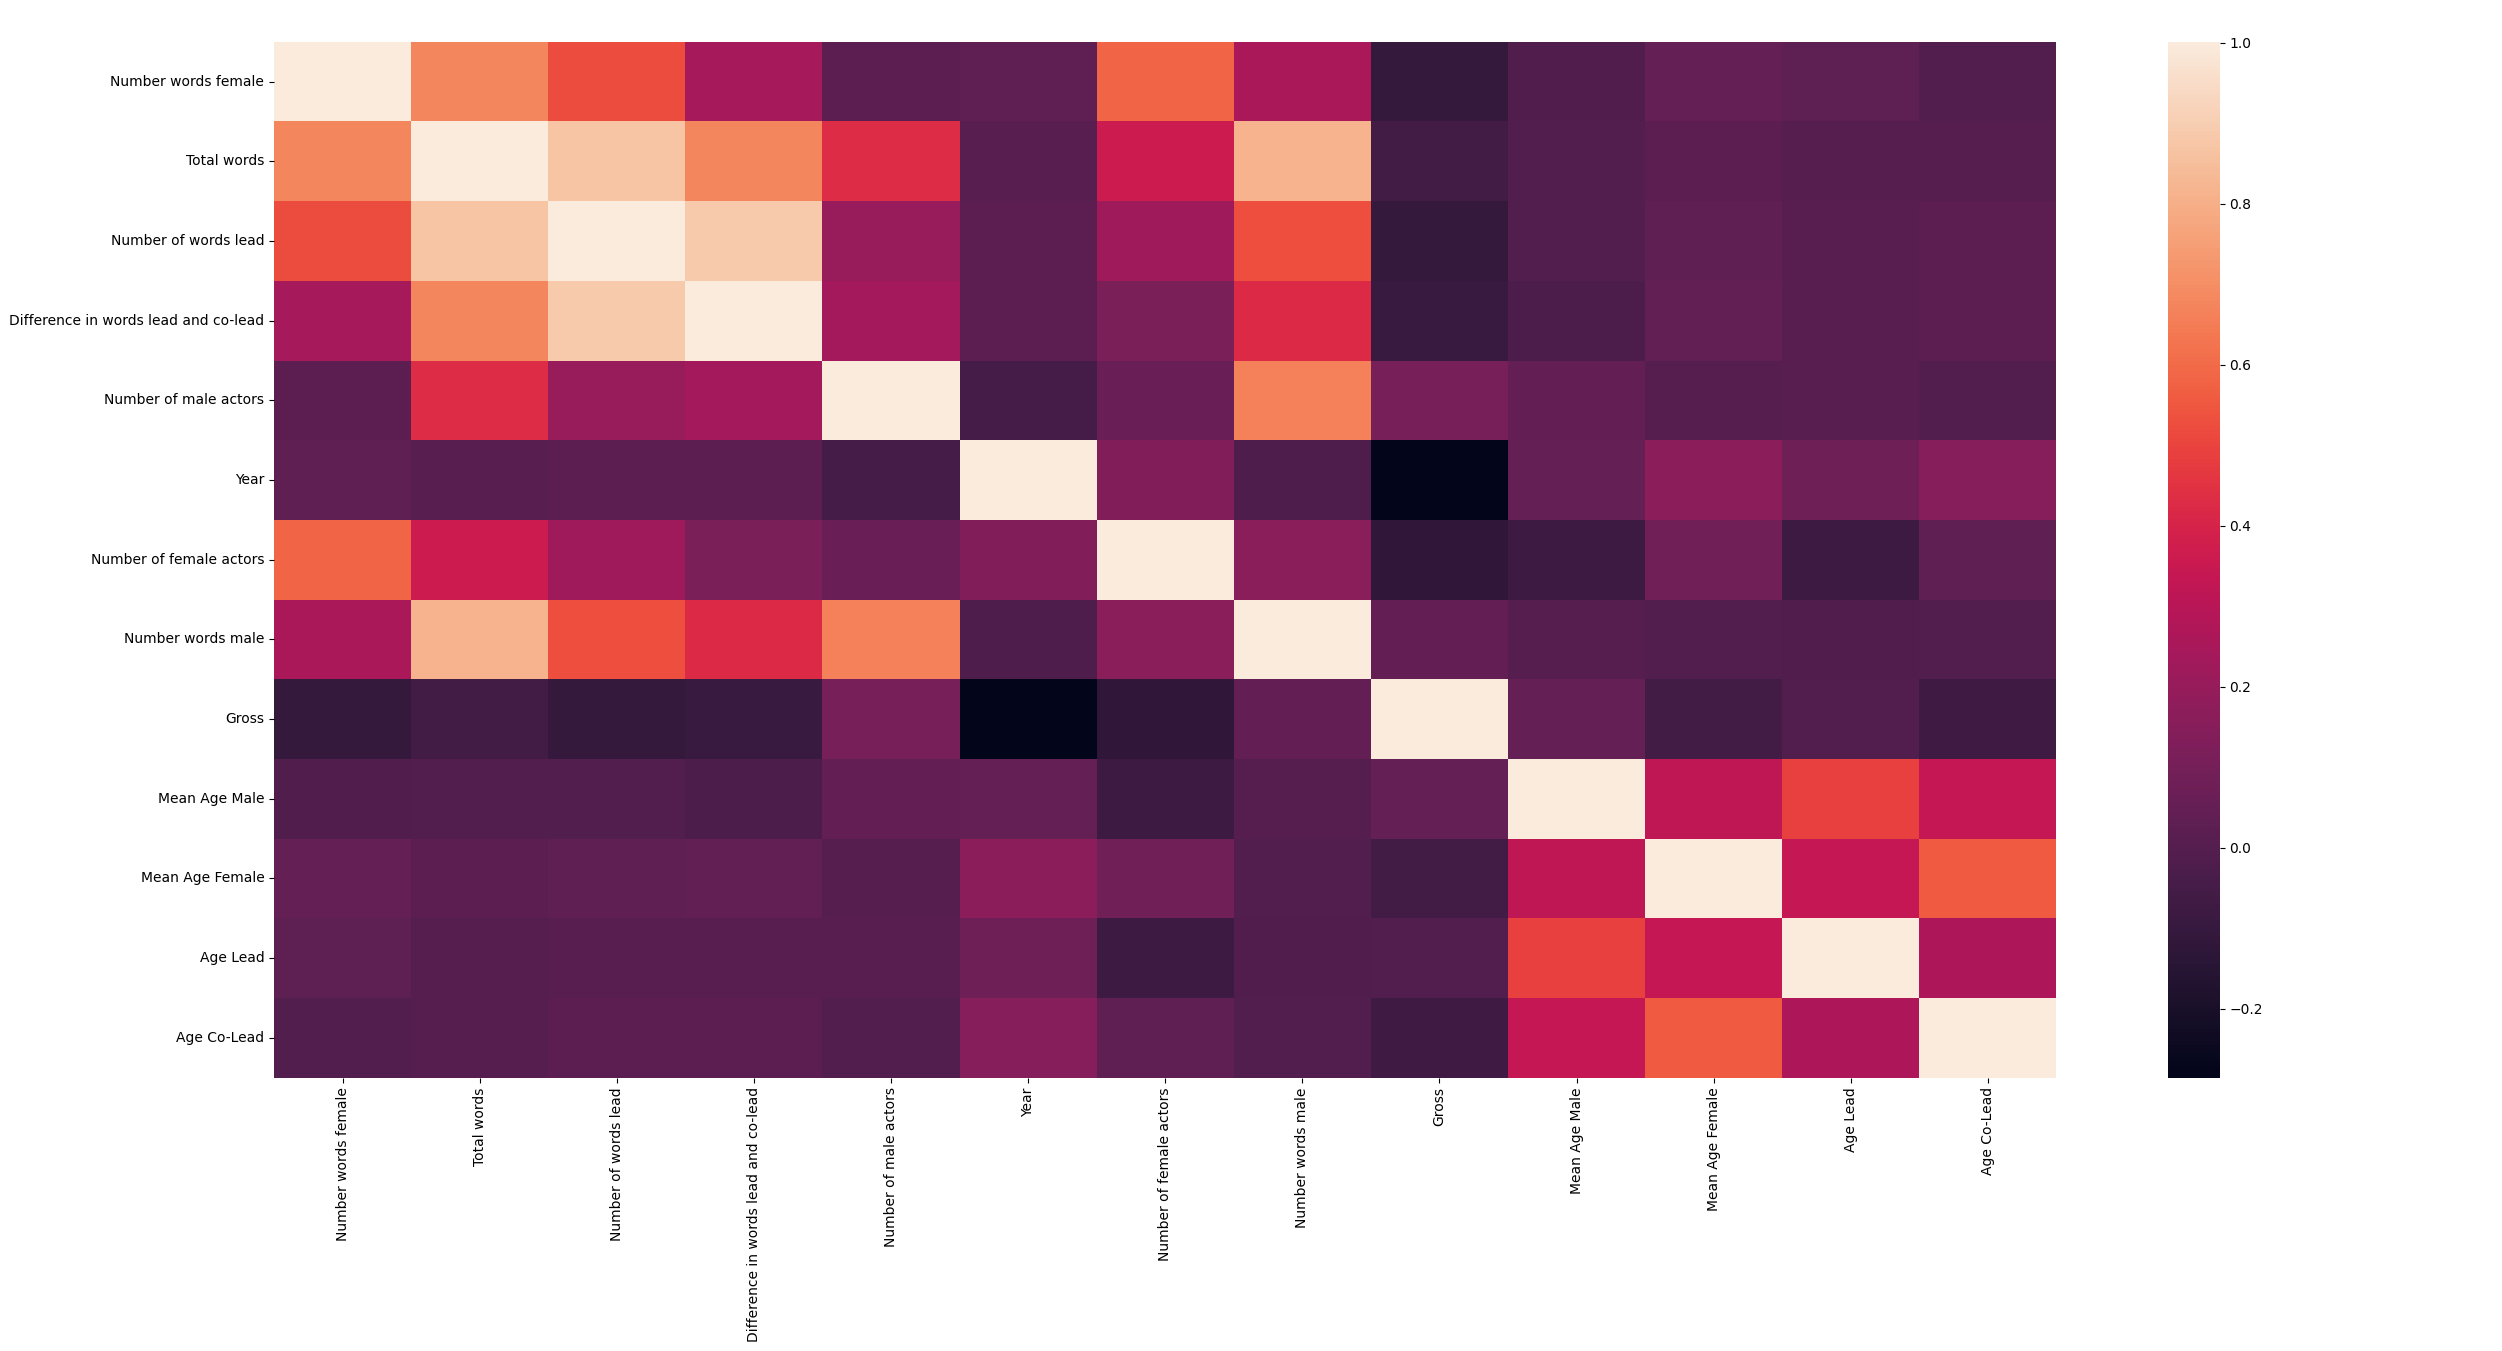 Number words female
Total words
Number of words lead
Difference in words lead and co-lead
Number of male actors
Year
Number of female actors
Number words male
Gross
Mean Age Male
Mean Age Female
Age Lead
Age Co-Lead
Number words female
Total words
Number of words lead
Difference in words lead and co-lead
Number of male actors
Year
Number of female actors
Number words male
Gross
Mean Age Male
Mean Age Female
Age Lead
Age Co-Lead
1.0
0.8
0.6
0.4
0.2
0.0
−0.2